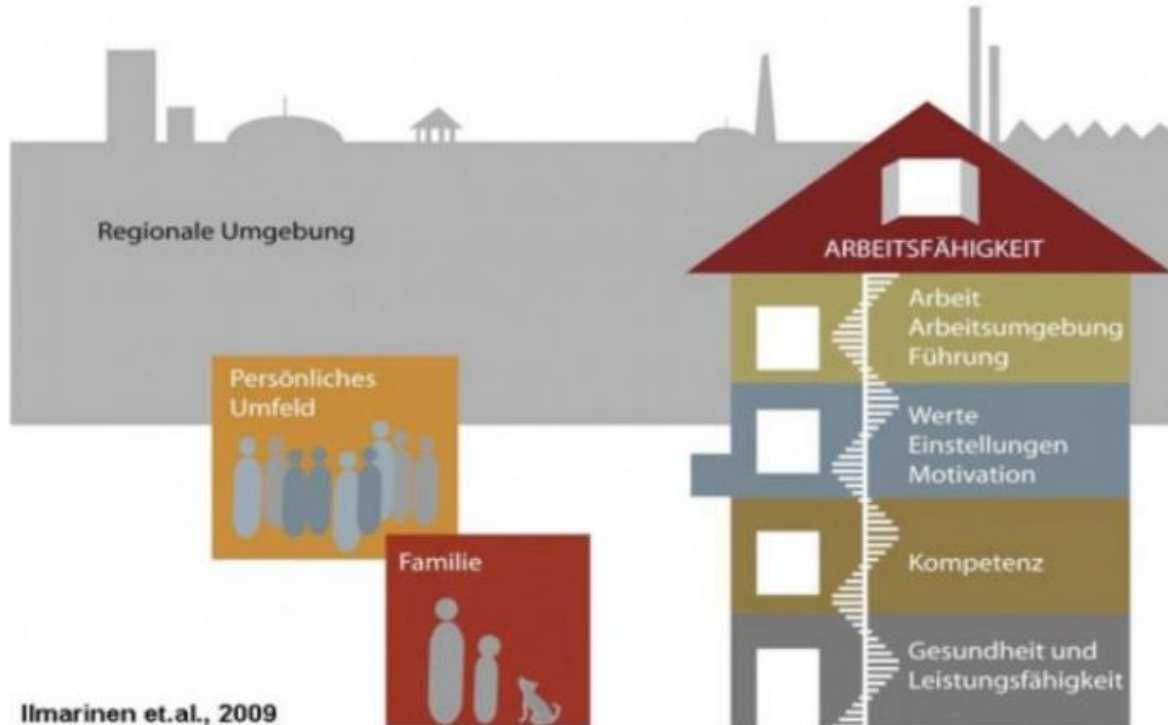 Regionale Umgebung
Persönliches
Umfeld
Familie
Ilmarinen et.al., 2009
ARBEITSFÄHIGKEIT
Arbeit
Arbeitsumgebung
Führung
Werte
Einstellungen
Motivation
Kompetenz
Gesundheit und
Leistungsfähigkeit